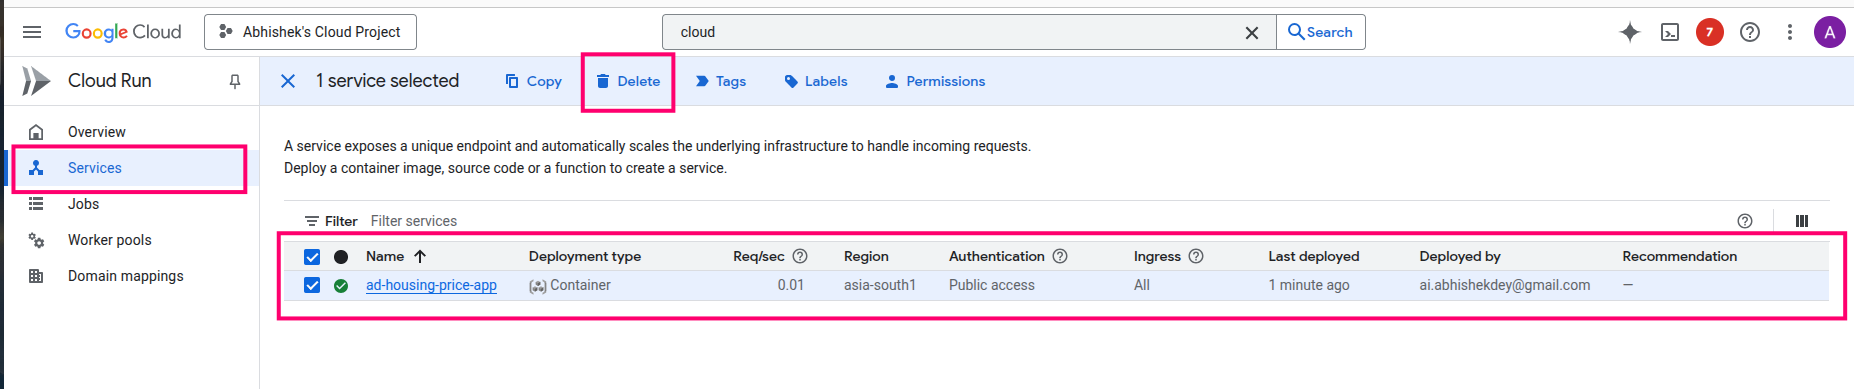 Google Cloud Abhishek's Cloud Project cloud Search 7 A
Cloud Run 1 service selected Copy Delete Tags Labels Permissions
Overview
Services
Jobs
Worker pools
Domain mappings
A service exposes a unique endpoint and automatically scales the underlying infrastructure to handle incoming requests.
Deploy a container image, source code or a function to create a service.
Filter Filter services
Name Deployment type Req/sec Region Authentication Ingress Last deployed Deployed by Recommendation
ad-housing-price-app Container 0.01 asia-south1 Public access All 1 minute ago ai.abhishekdey@gmail.com —